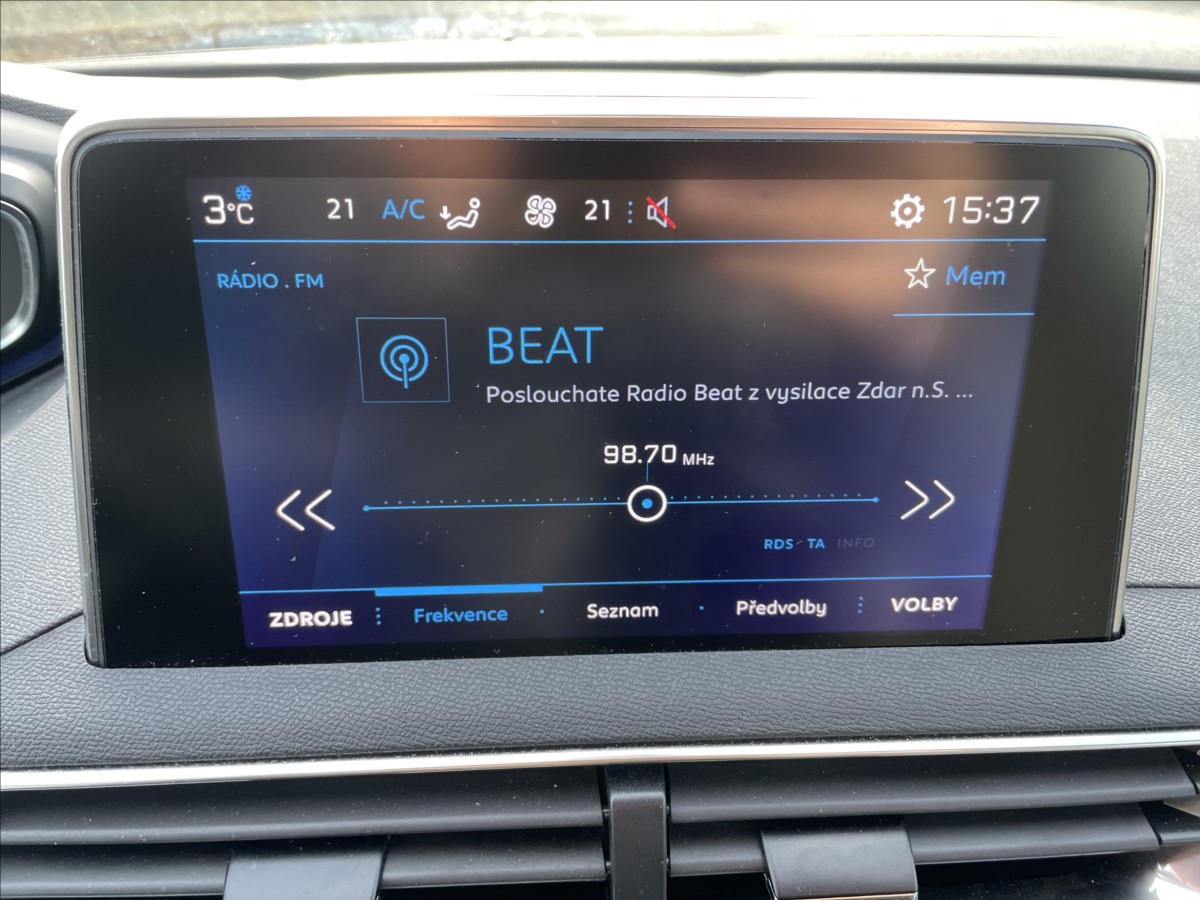 3°C 21 A/C 21 15:37
RÁDIO . FM
Mem
BEAT
Poslouchate Radio Beat z vysilace Zdar n.S. ...
98.70 MHz
RDS TA INFO
ZDROJE Frekvence Seznam Předvolby VOLBY